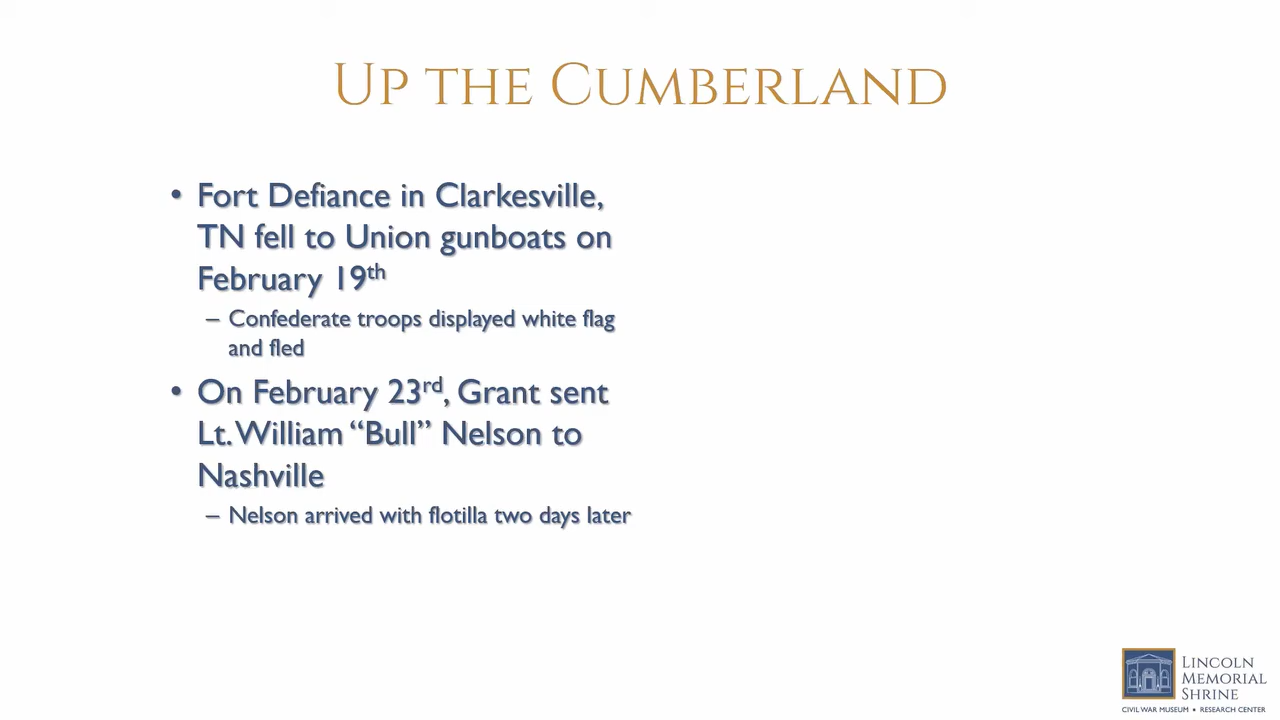 Up the Cumberland
• Fort Defiance in Clarkesville,
TN fell to Union gunboats on
February 19th
– Confederate troops displayed white flag
and fled
• On February 23rd, Grant sent
Lt. William “Bull” Nelson to
Nashville
– Nelson arrived with flotilla two days later
Lincoln
Memorial
Shrine
CIVIL WAR MUSEUM • RESEARCH CENTER